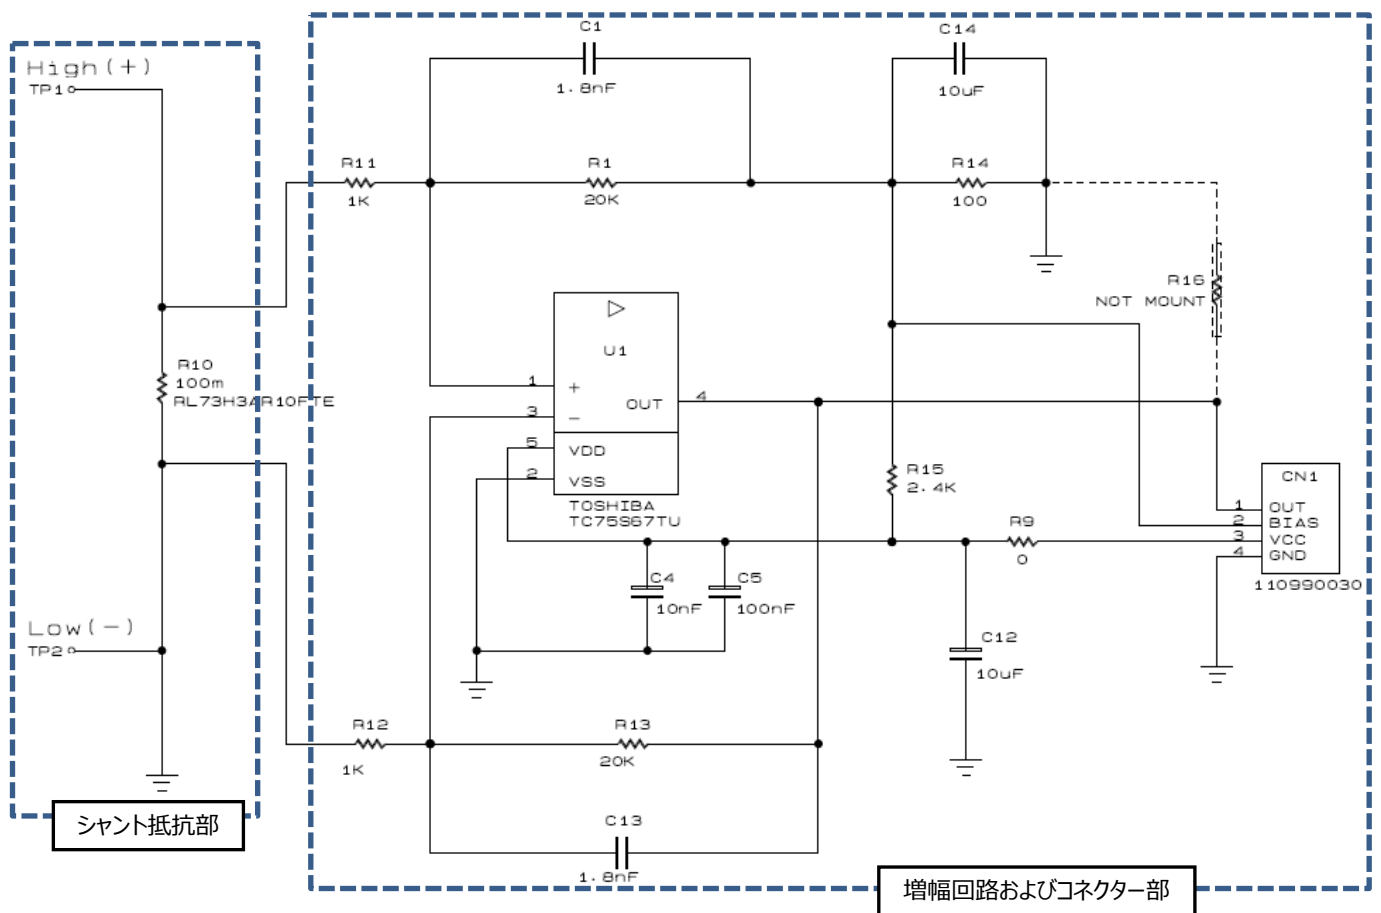 High(+)
TP1
R10
100m
RL73H3AR10FTE
Low(-)
TP2
シャント抵抗部
C1
1.8nF
C14
10uF
R11
1K
R1
20K
R14
100
R16
NOT MOUNT
U1
1
+
3
-
OUT
4
5
VDD
2
VSS
TOSHIBA
TC75S67TU
R15
2.4K
C4
10nF
C5
100nF
R9
0
C12
10uF
CN1
1
OUT
2
BIAS
3
VCC
4
GND
110990030
R12
1K
R13
20K
C13
1.8nF
増幅回路およびコネクター部